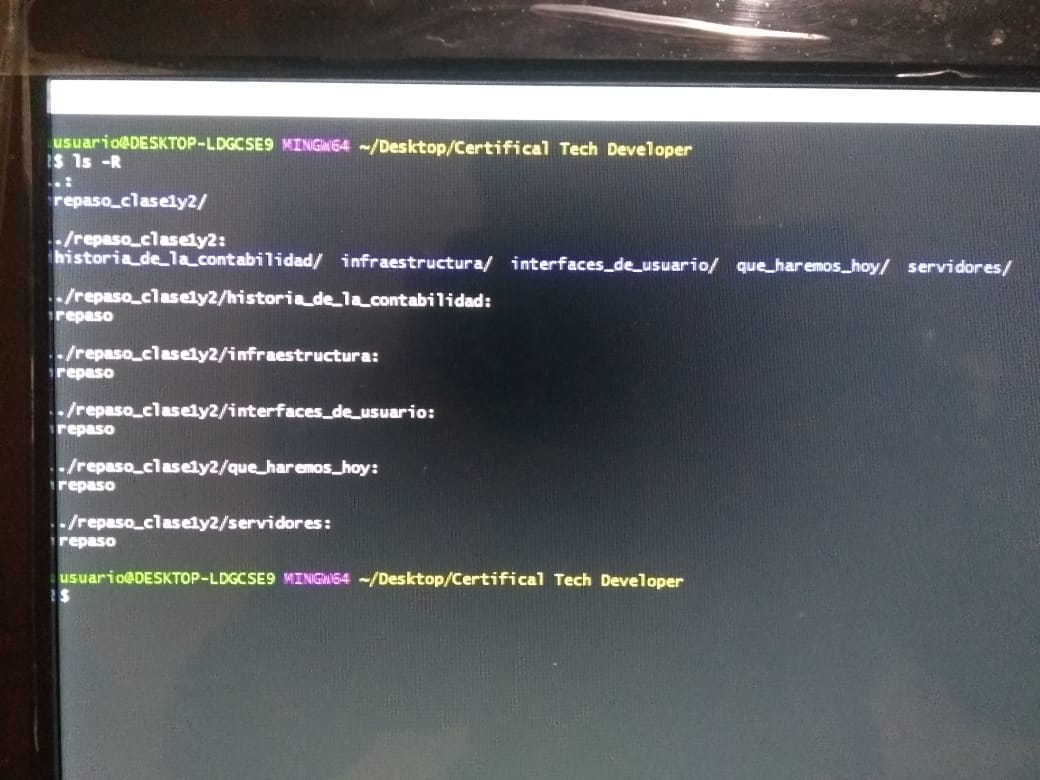 usuario@DESKTOP-LDGCSE9 MINGW64 ~/Desktop/Certifical Tech Developer
$ ls -R
.:
repaso_clase1y2/
./repaso_clase1y2:
historia_de_la_contabilidad/ infraestructura/ interfaces_de_usuario/ que_haremos_hoy/ servidores/
./repaso_clase1y2/historia_de_la_contabilidad:
repaso
./repaso_clase1y2/infraestructura:
repaso
./repaso_clase1y2/interfaces_de_usuario:
repaso
./repaso_clase1y2/que_haremos_hoy:
repaso
./repaso_clase1y2/servidores:
repaso
usuario@DESKTOP-LDGCSE9 MINGW64 ~/Desktop/Certifical Tech Developer
$